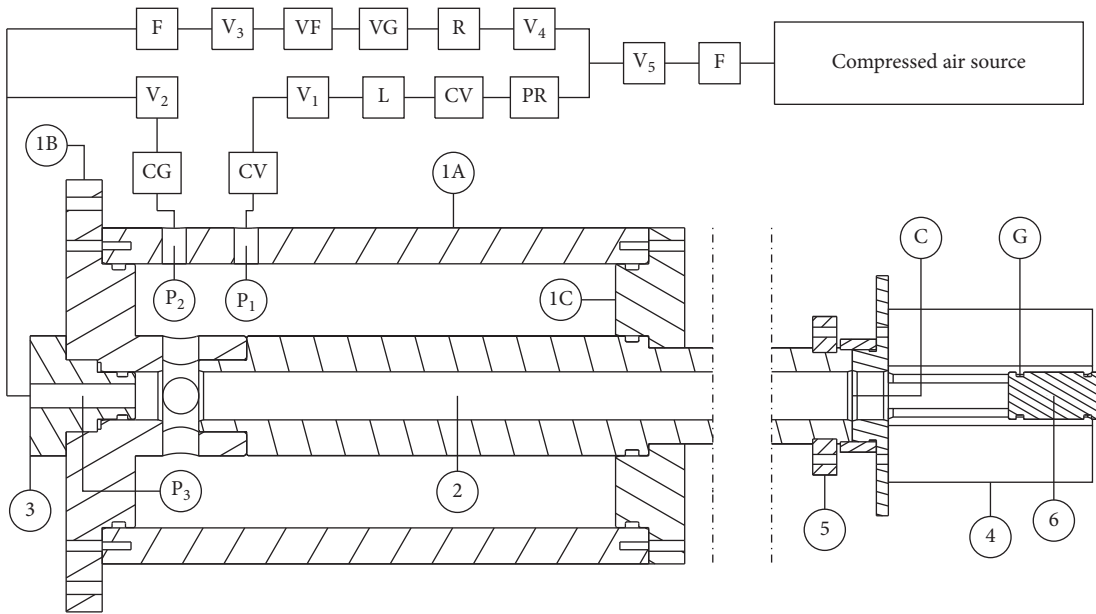 F V₃ VF VG R V₄
V₅ F Compressed air source
V₂ V₁ L CV PR
1B
CG CV 1A
C G
P₂ P₁ 1C
P₃ 2
3 5 4 6